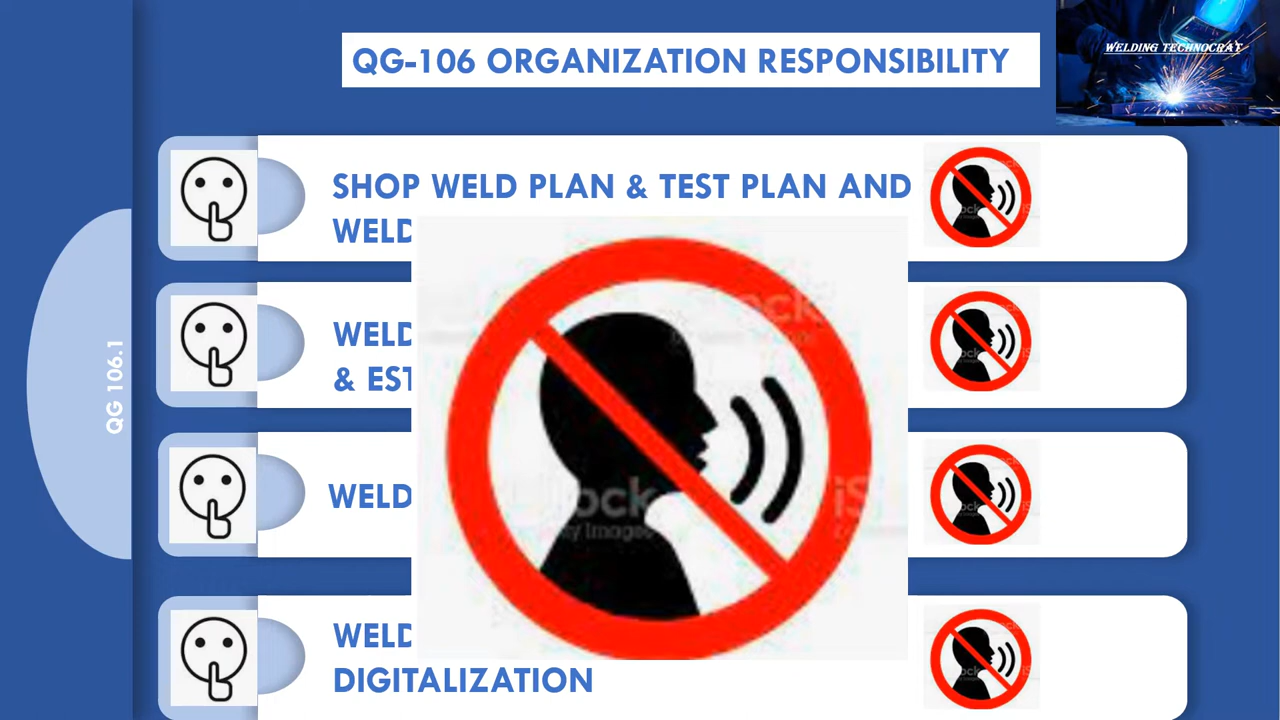 QG-106 ORGANIZATION RESPONSIBILITY
WELDING TECHNOCRAT
SHOP WELD PLAN & TEST PLAN AND
WELD
WELD
& EST
WELD
WELD
DIGITALIZATION
QG 106.1